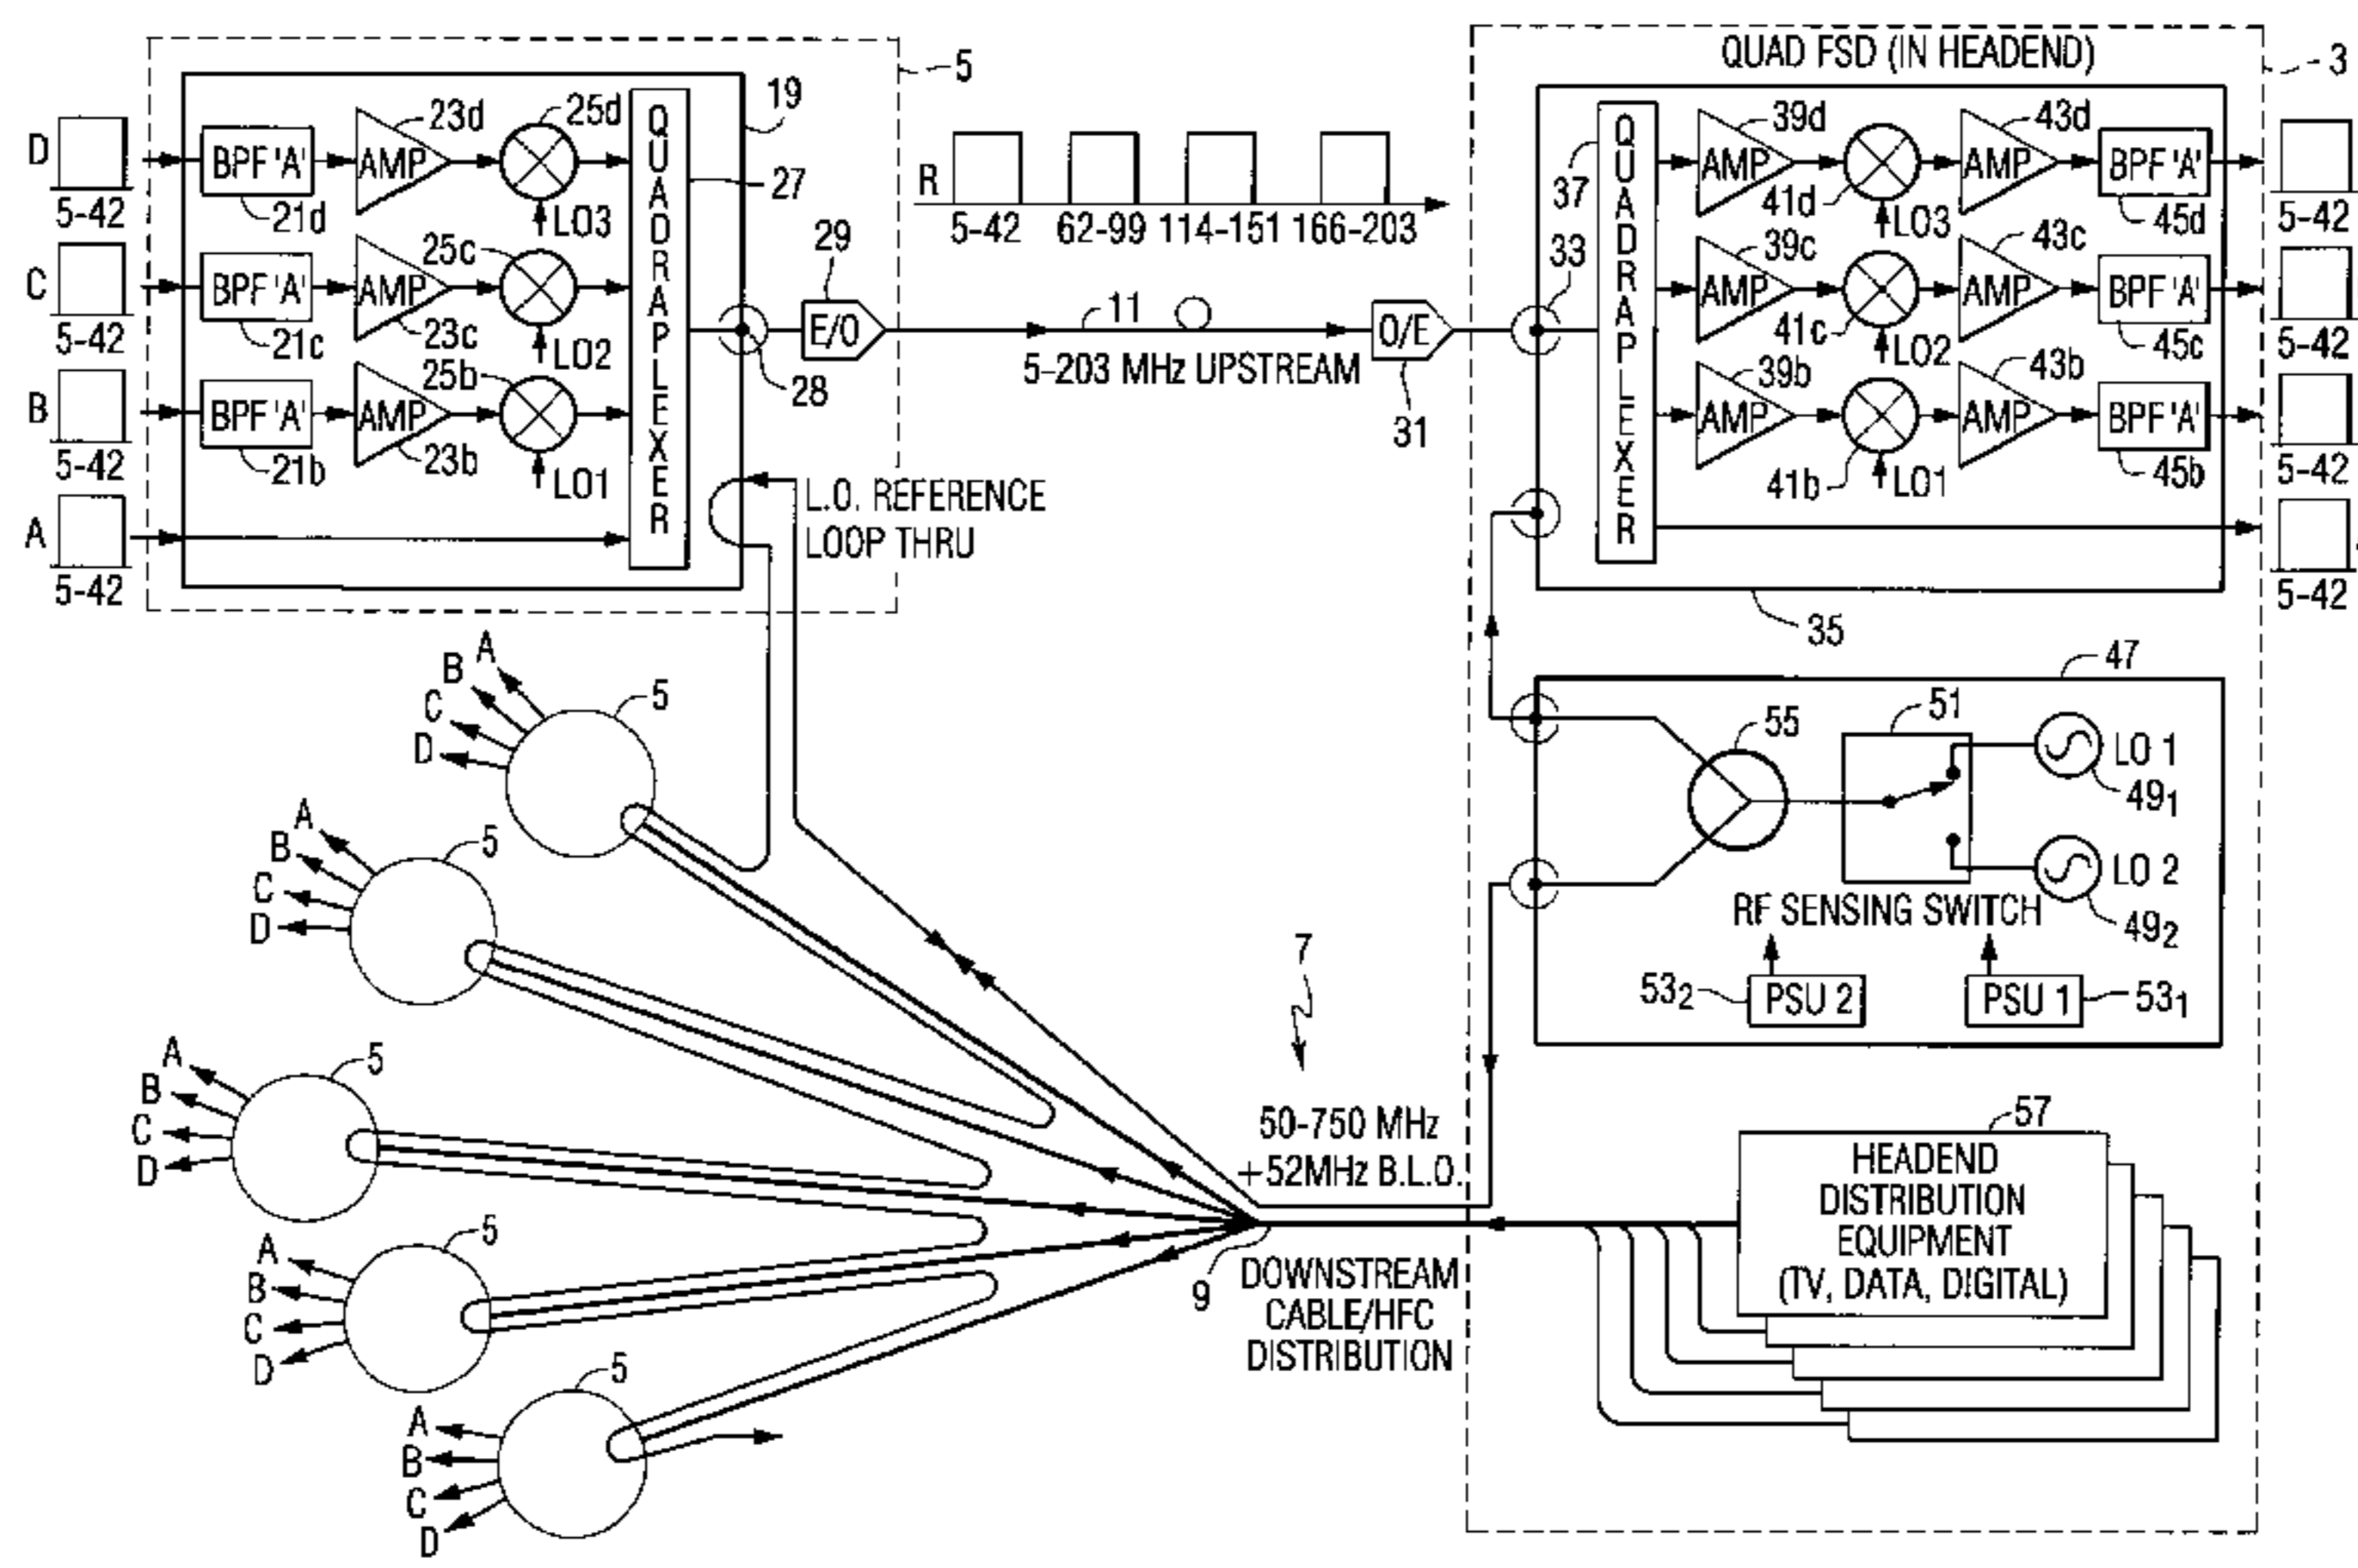 QUAD FSD (IN HEADEND)
3
5
19
27
D
5-42
BPF 'A'
21d
AMP
23d
25d
LO3
C
5-42
BPF 'A'
21c
AMP
23c
25c
LO2
B
5-42
BPF 'A'
21b
AMP
23b
25b
LO1
A
5-42
QUADRAPLEXER
28
29
E/O
R
5-42 62-99 114-151 166-203
11
5-203 MHz UPSTREAM
O/E
31
33
37
QUADRAPLEXER
AMP
39d
41d
LO3
AMP
43d
BPF 'A'
45d
5-42
AMP
39c
41c
LO2
AMP
43c
BPF 'A'
45c
5-42
AMP
39b
41b
LO1
AMP
43b
BPF 'A'
45b
5-42
5-42
35
L.O. REFERENCE
LOOP THRU
47
51
55
LO 1
491
LO 2
492
RF SENSING SWITCH
532
PSU 2
PSU 1
531
A
B
C
D
5
A
B
C
D
5
A
B
C
D
5
A
B
C
D
5
A
B
C
D
5
7
50-750 MHz
+52MHz B.L.O.
9
DOWNSTREAM
CABLE/HFC
DISTRIBUTION
57
HEADEND
DISTRIBUTION
EQUIPMENT
(TV, DATA, DIGITAL)